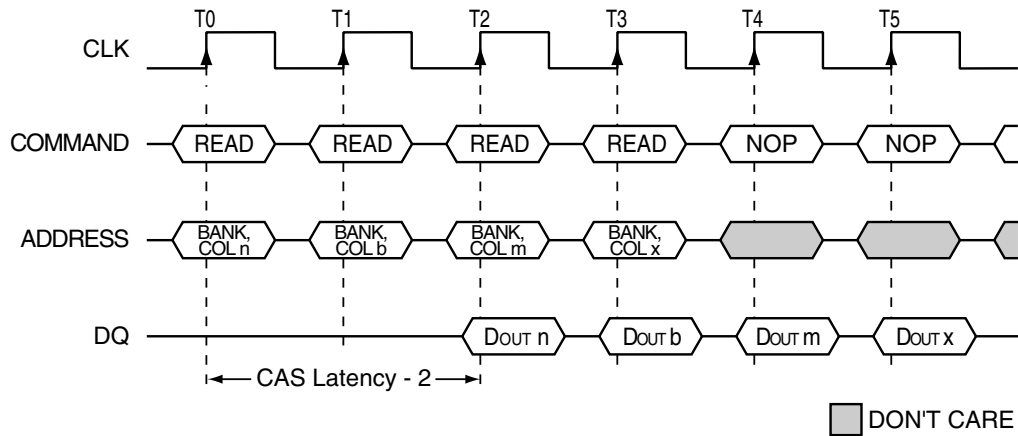 T0 T1 T2 T3 T4 T5
CLK
COMMAND READ READ READ READ NOP NOP
ADDRESS BANK, COL n BANK, COL b BANK, COL m BANK, COL x
DQ DOUT n DOUT b DOUT m DOUT x
CAS Latency - 2
DON'T CARE